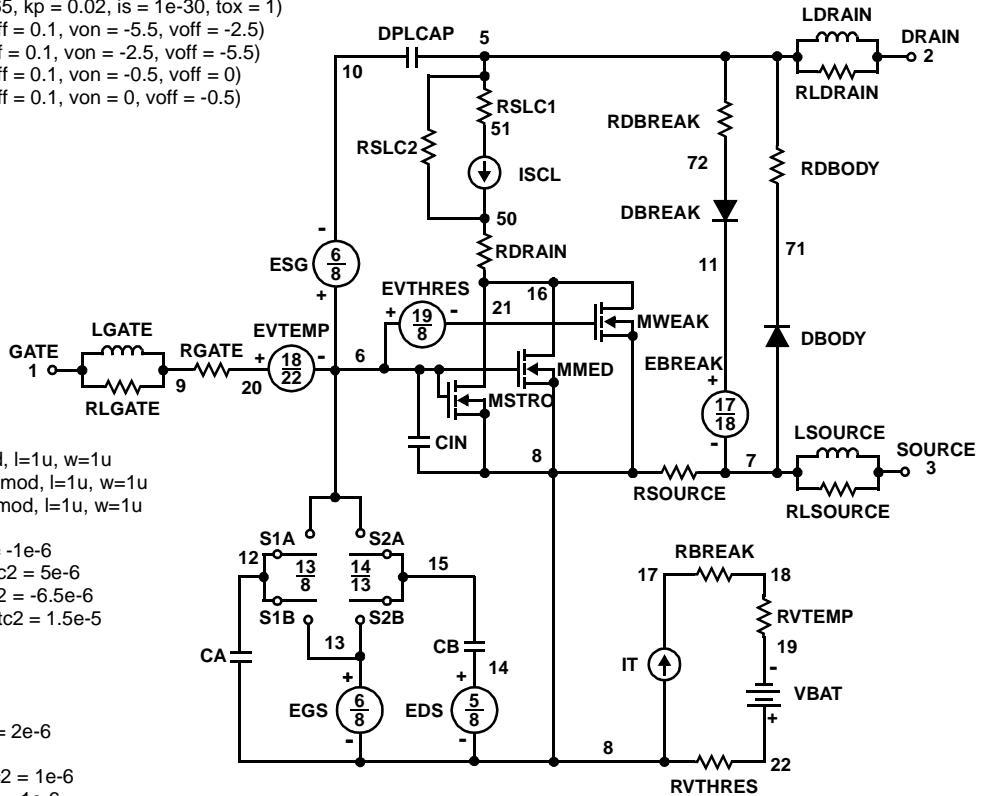 65, kp = 0.02, is = 1e-30, tox = 1)
off = 0.1, von = -5.5, voff = -2.5)
f = 0.1, von = -2.5, voff = -5.5)
ff = 0.1, von = -0.5, voff = 0)
ff = 0.1, von = 0, voff = -0.5)
LDRAIN
DPLCAP
5
DRAIN
2
10
RLDRAIN
RSLC1
51
RDBREAK
RSLC2
72
RDBODY
ISCL
DBREAK
50
RDRAIN
71
ESG
6
8
-
+
11
EVTHRES
+
19
8
-
16
21
MWEAK
LGATE
EVTEMP
GATE
1
RGATE
+
18
22
-
6
EBREAK
DBODY
MMED
9
20
+
RLGATE
MSTRO
17
18
-
CIN
LSOURCE
8
7
SOURCE
3
RSOURCE
RLSOURCE
d, l=1u, w=1u
mod, l=1u, w=1u
mod, l=1u, w=1u
S1A
S2A
RBREAK
= -1e-6
12
13
8
14
13
15
17
18
c2 = 5e-6
2 = -6.5e-6
tc2 = 1.5e-5
S1B
S2B
RVTEMP
13
CB
19
CA
14
IT
-
VBAT
+
+
+
EGS
6
8
EDS
5
8
-
-
= 2e-6
8
22
c2 = 1e-6
RVTHRES